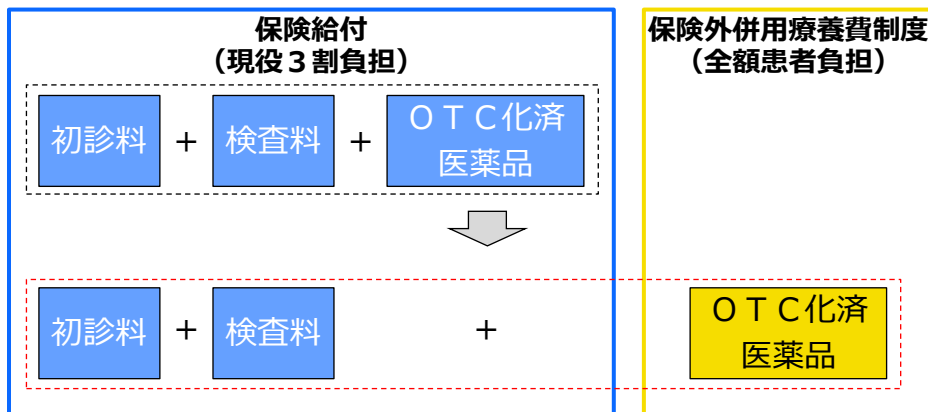 保険給付
（現役３割負担）
保険外併用療養費制度
（全額患者負担）
初診料 + 検査料 + ＯＴＣ化済
医薬品
初診料 + 検査料 + ＯＴＣ化済
医薬品